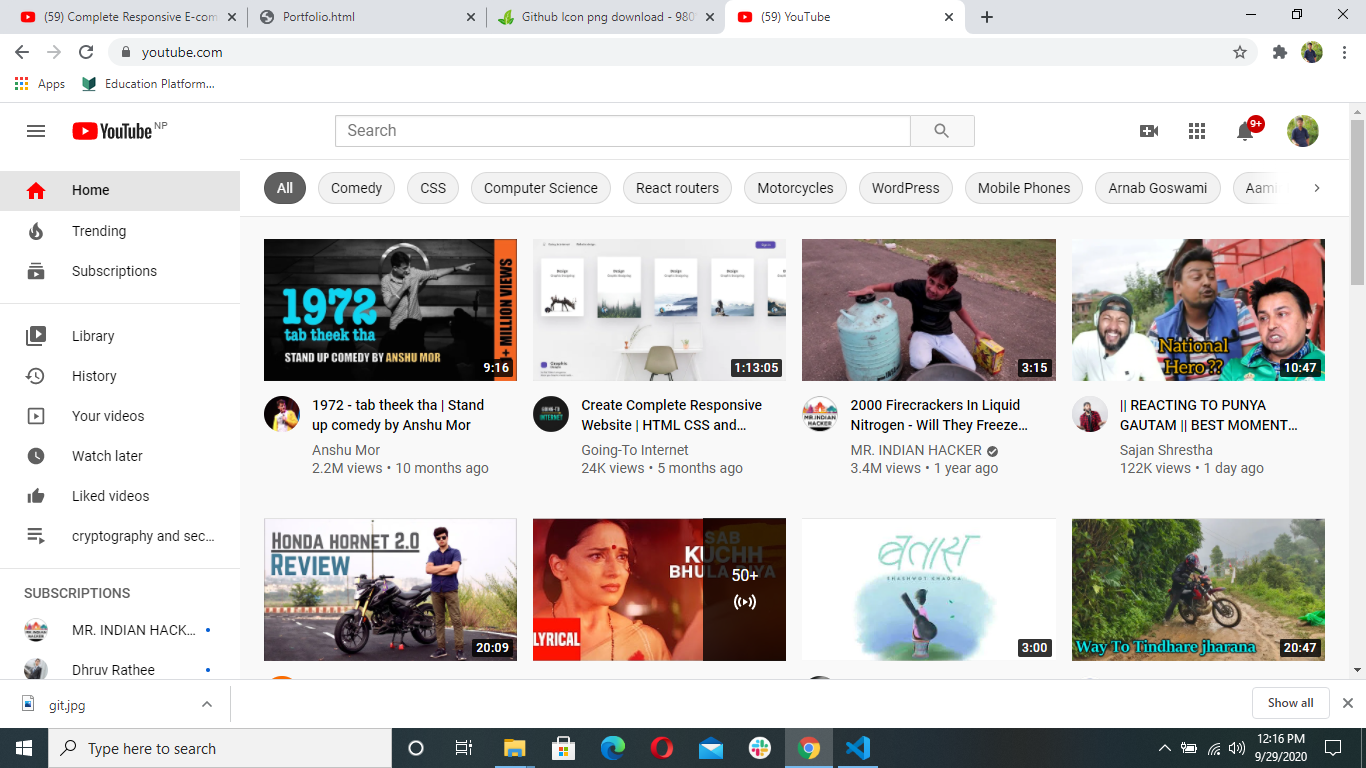 (59) Complete Responsive E-com
Portfolio.html
Github Icon png download - 980
(59) YouTube
youtube.com
Apps
Education Platform...
YouTube NP
Search
9+
Home
Trending
Subscriptions
Library
History
Your videos
Watch later
Liked videos
cryptography and sec...
SUBSCRIPTIONS
MR. INDIAN HACK...
Dhruv Rathee
All
Comedy
CSS
Computer Science
React routers
Motorcycles
WordPress
Mobile Phones
Arnab Goswami
Aami
1972
tab theek tha
STAND UP COMEDY BY ANSHU MOR
+ MILLION VIEWS
9:16
1972 - tab theek tha | Stand
up comedy by Anshu Mor
Anshu Mor
2.2M views • 10 months ago
Design
Design
Design
Design
1:13:05
Create Complete Responsive
Website | HTML CSS and...
Going-To Internet
24K views • 5 months ago
3:15
MR.INDIAN
HACKER
2000 Firecrackers In Liquid
Nitrogen - Will They Freeze...
MR. INDIAN HACKER
3.4M views • 1 year ago
National
Hero ??
10:47
|| REACTING TO PUNYA
GAUTAM || BEST MOMENT...
Sajan Shrestha
122K views • 1 day ago
HONDA HORNET 2.0
REVIEW
20:09
SAB
KUCHH
BHULA DIYA
LYRICAL
50+
बतास
SHASHWOT KHADKA
3:00
Way To Tindhare jharana
20:47
git.jpg
Show all
Type here to search
12:16 PM
9/29/2020